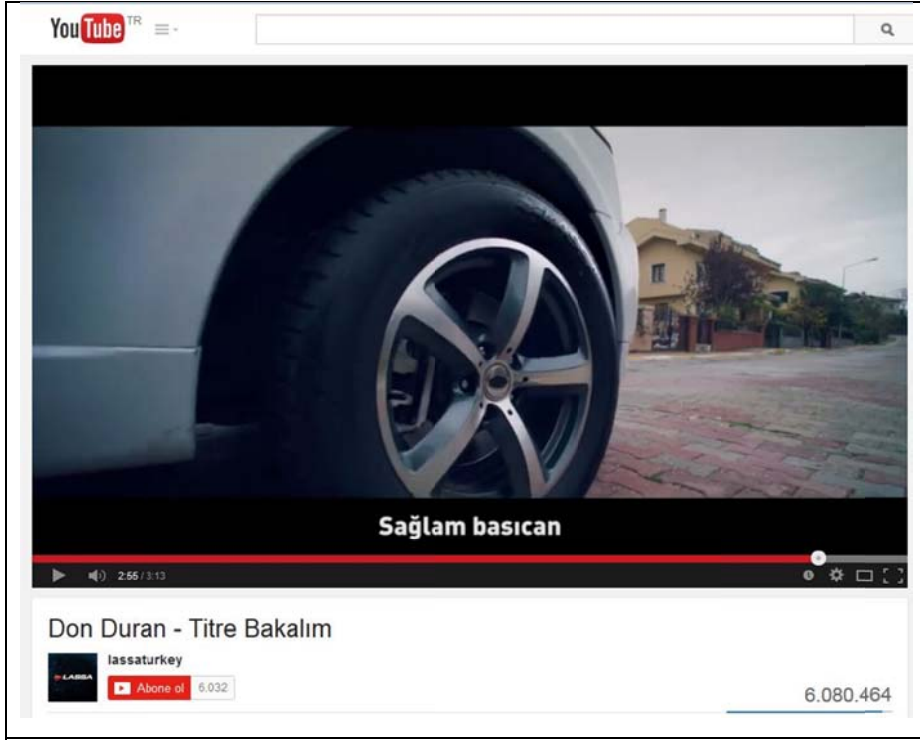 YouTube TR
Sağlam basıcan
2:55 / 3:13
Don Duran - Titre Bakalım
lassaturkey
LASSA
Abone ol 6.032
6.080.464